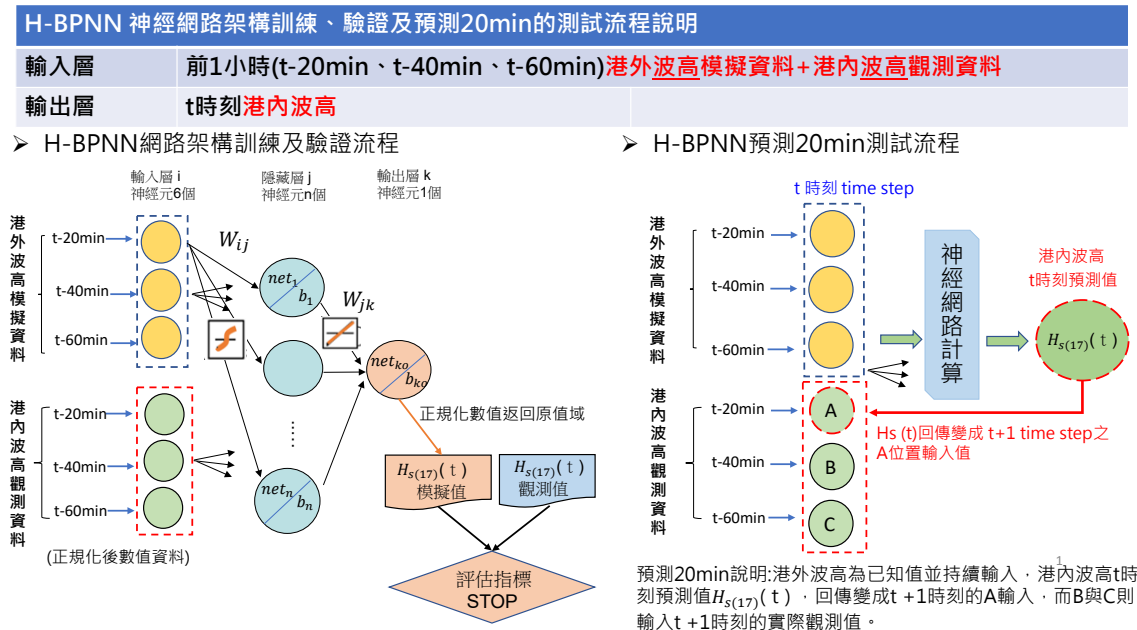 H-BPNN 神經網路架構訓練、驗證及預測20min的測試流程說明
輸入層 前1小時(t-20min、t-40min、t-60min)港外波高模擬資料+港內波高觀測資料
輸出層 t時刻港內波高
➢ H-BPNN網路架構訓練及驗證流程
輸入層 i
神經元6個
隱藏層 j
神經元n個
輸出層 k
神經元1個
港外波高模擬資料
t-20min
t-40min
t-60min
W_{ij}
net_1
b_1
W_{jk}
net_{ko}
b_{ko}
港內波高觀測資料
t-20min
t-40min
t-60min
……
net_n
b_n
(正規化後數值資料)
正規化數值返回原值域
H_{s(17)}( t )
模擬值
H_{s(17)}( t )
觀測值
評估指標
STOP
➢ H-BPNN預測20min測試流程
t 時刻 time step
港外波高模擬資料
t-20min
t-40min
t-60min
神經網路計算
港內波高
t時刻預測值
H_{s(17)}( t )
港內波高觀測資料
t-20min
t-40min
t-60min
A
B
C
Hs (t)回傳變成 t+1 time step之
A位置輸入值
1
預測20min說明:港外波高為已知值並持續輸入，港內波高t時
刻預測值H_{s(17)}( t )，回傳變成t +1時刻的A輸入，而B與C則
輸入t +1時刻的實際觀測值。